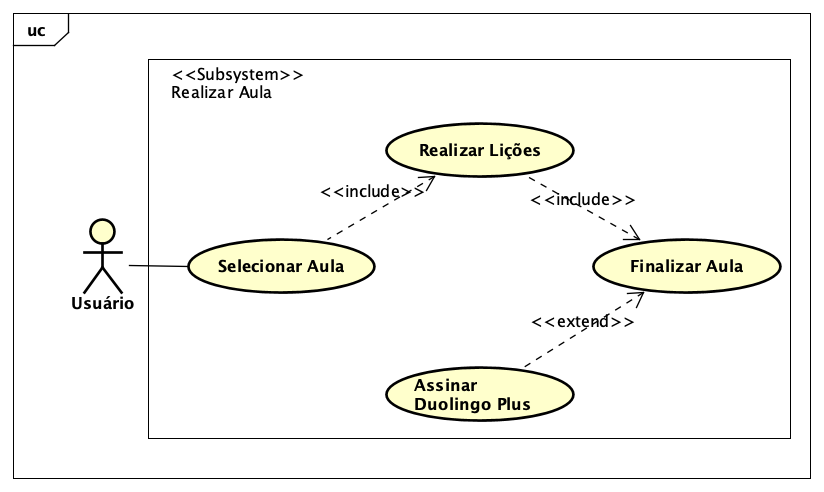 uc
<<Subsystem>>
Realizar Aula
Realizar Lições
<<include>>
<<include>>
Selecionar Aula
Finalizar Aula
Usuário
<<extend>>
Assinar
Duolingo Plus